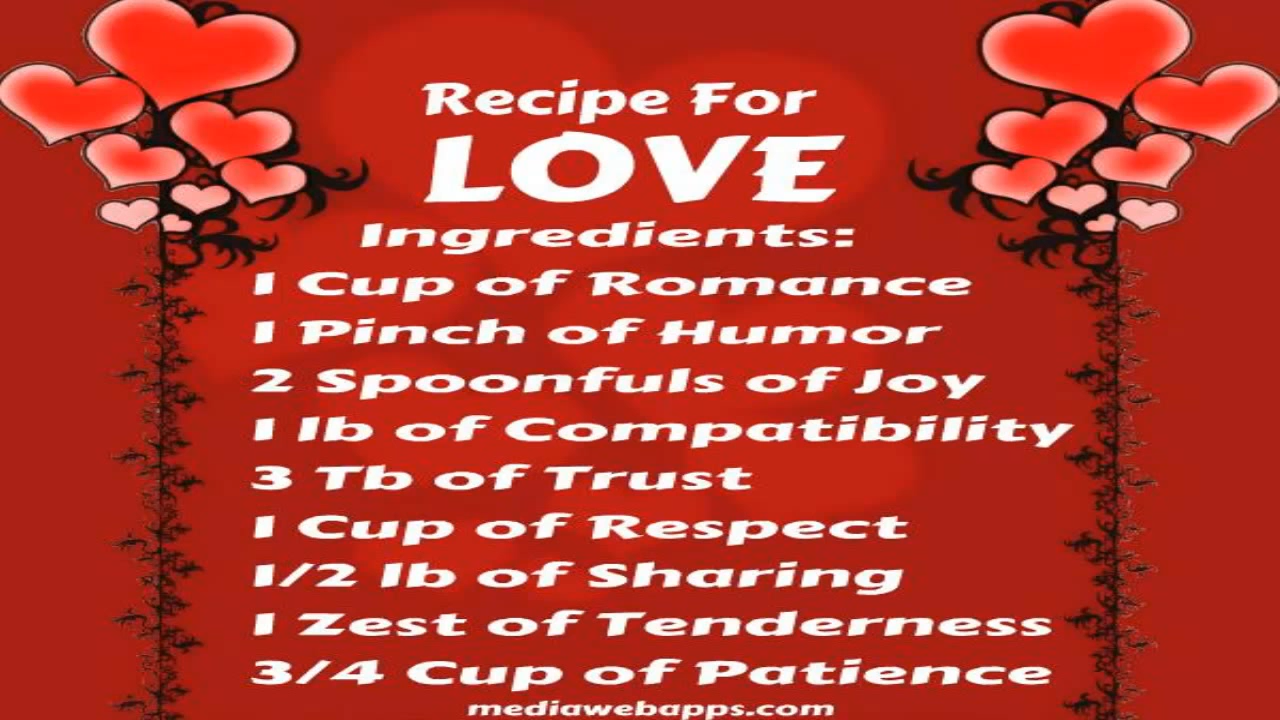 Recipe For
LOVE
Ingredients:
1 Cup of Romance
1 Pinch of Humor
2 Spoonfuls of Joy
1 lb of Compatibility
3 Tb of Trust
1 Cup of Respect
1/2 lb of Sharing
1 Zest of Tenderness
3/4 Cup of Patience
mediawebapps.com